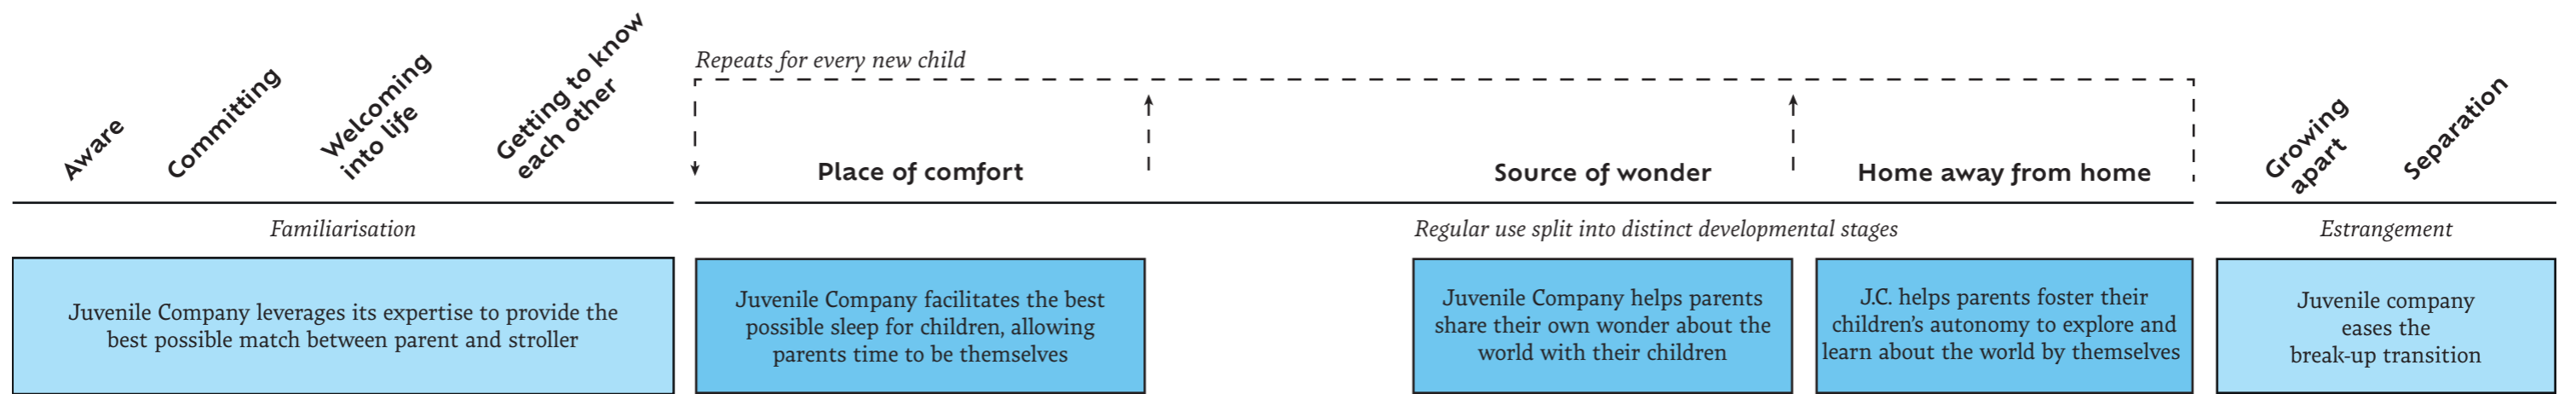 Aware
Committing
Welcoming
into life
Getting to know
each other
Repeats for every new child
Place of comfort
Source of wonder
Home away from home
Growing
apart
Separation
Familiarisation
Regular use split into distinct developmental stages
Estrangement
Juvenile Company leverages its expertise to provide the
best possible match between parent and stroller
Juvenile Company facilitates the best
possible sleep for children, allowing
parents time to be themselves
Juvenile Company helps parents
share their own wonder about the
world with their children
J.C. helps parents foster their
children’s autonomy to explore and
learn about the world by themselves
Juvenile company
eases the
break-up transition